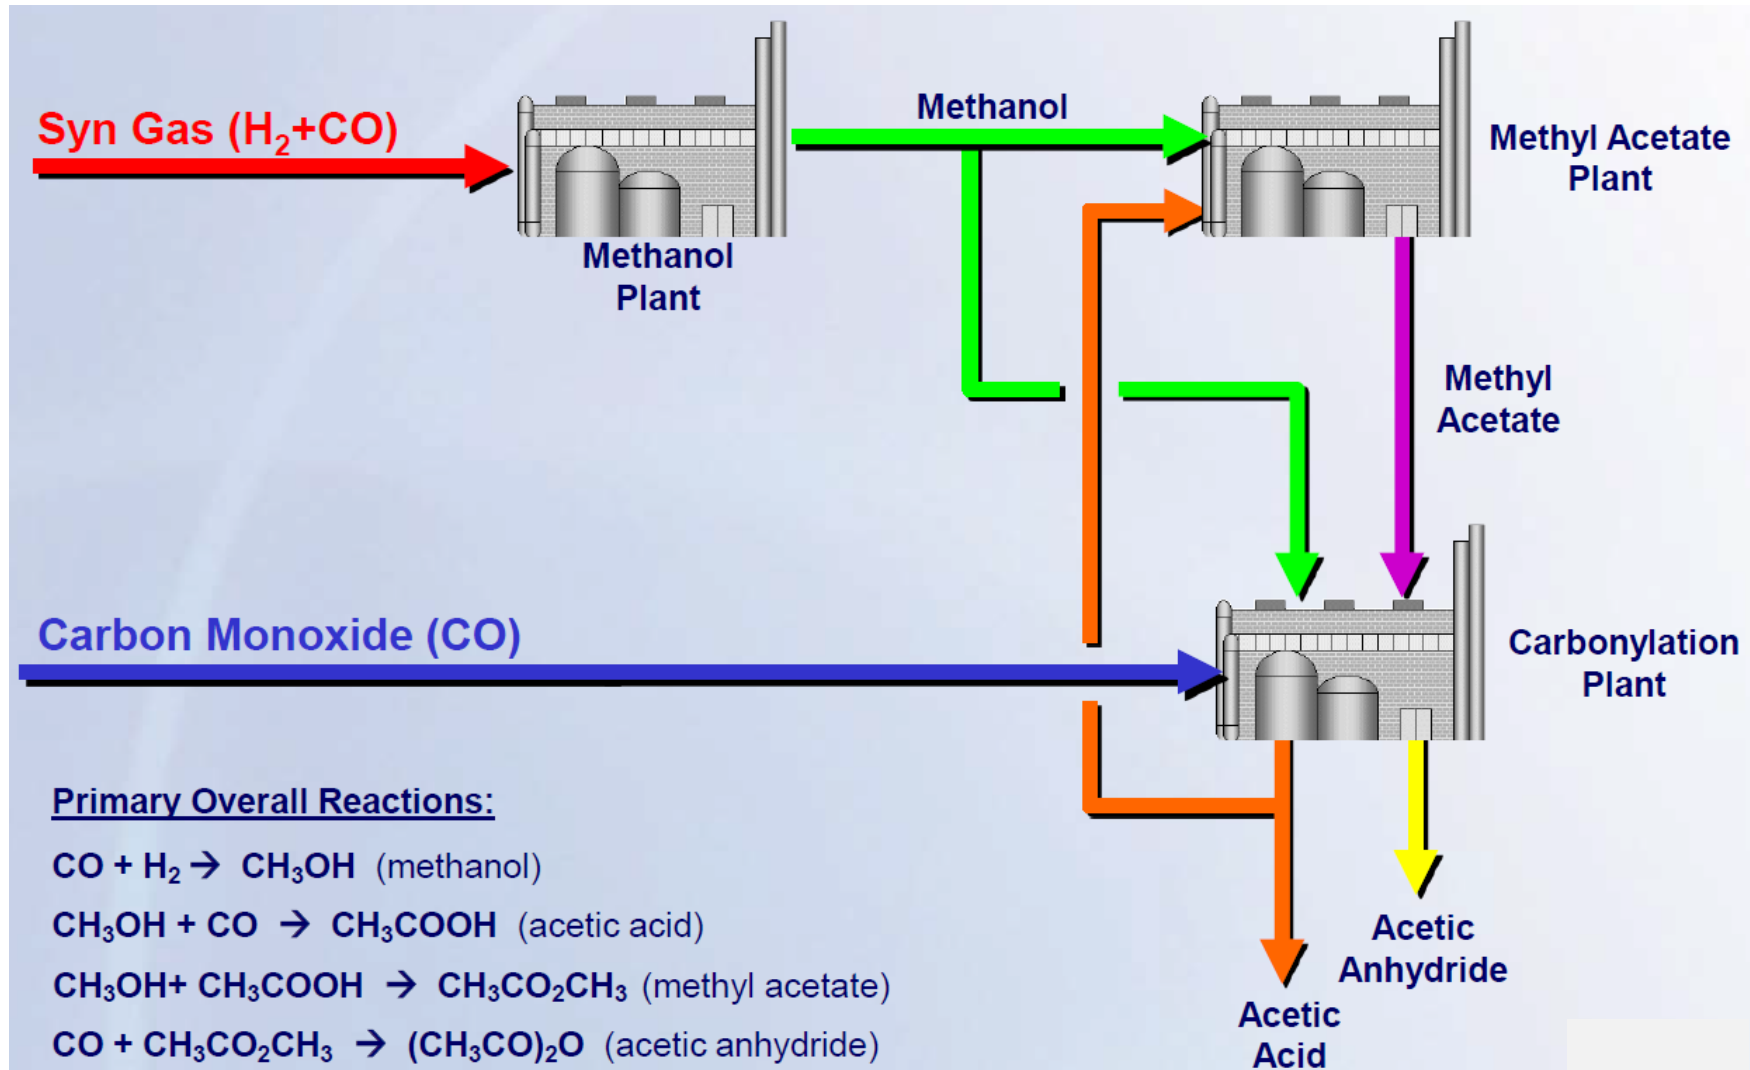 Syn Gas (H₂+CO)
Methanol
Plant
Methanol
Methyl Acetate
Plant
Methyl
Acetate
Carbon Monoxide (CO)
Carbonylation
Plant
Primary Overall Reactions:
CO + H₂ → CH₃OH (methanol)
CH₃OH + CO → CH₃COOH (acetic acid)
CH₃OH+ CH₃COOH → CH₃CO₂CH₃ (methyl acetate)
CO + CH₃CO₂CH₃ → (CH₃CO)₂O (acetic anhydride)
Acetic
Anhydride
Acetic
Acid